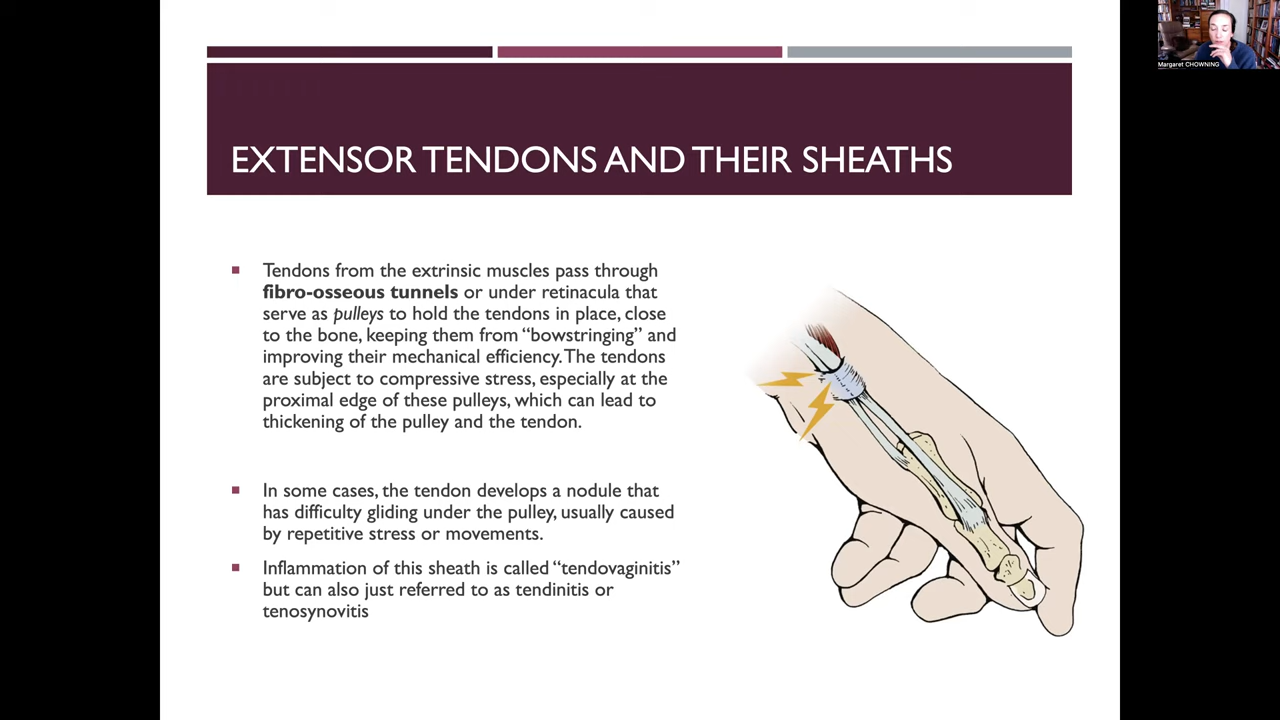 Margaret CHOWNING
EXTENSOR TENDONS AND THEIR SHEATHS
Tendons from the extrinsic muscles pass through
fibro-osseous tunnels or under retinacula that
serve as pulleys to hold the tendons in place, close
to the bone, keeping them from “bowstringing” and
improving their mechanical efficiency. The tendons
are subject to compressive stress, especially at the
proximal edge of these pulleys, which can lead to
thickening of the pulley and the tendon.
In some cases, the tendon develops a nodule that
has difficulty gliding under the pulley, usually caused
by repetitive stress or movements.
Inflammation of this sheath is called “tendovaginitis”
but can also just referred to as tendinitis or
tenosynovitis